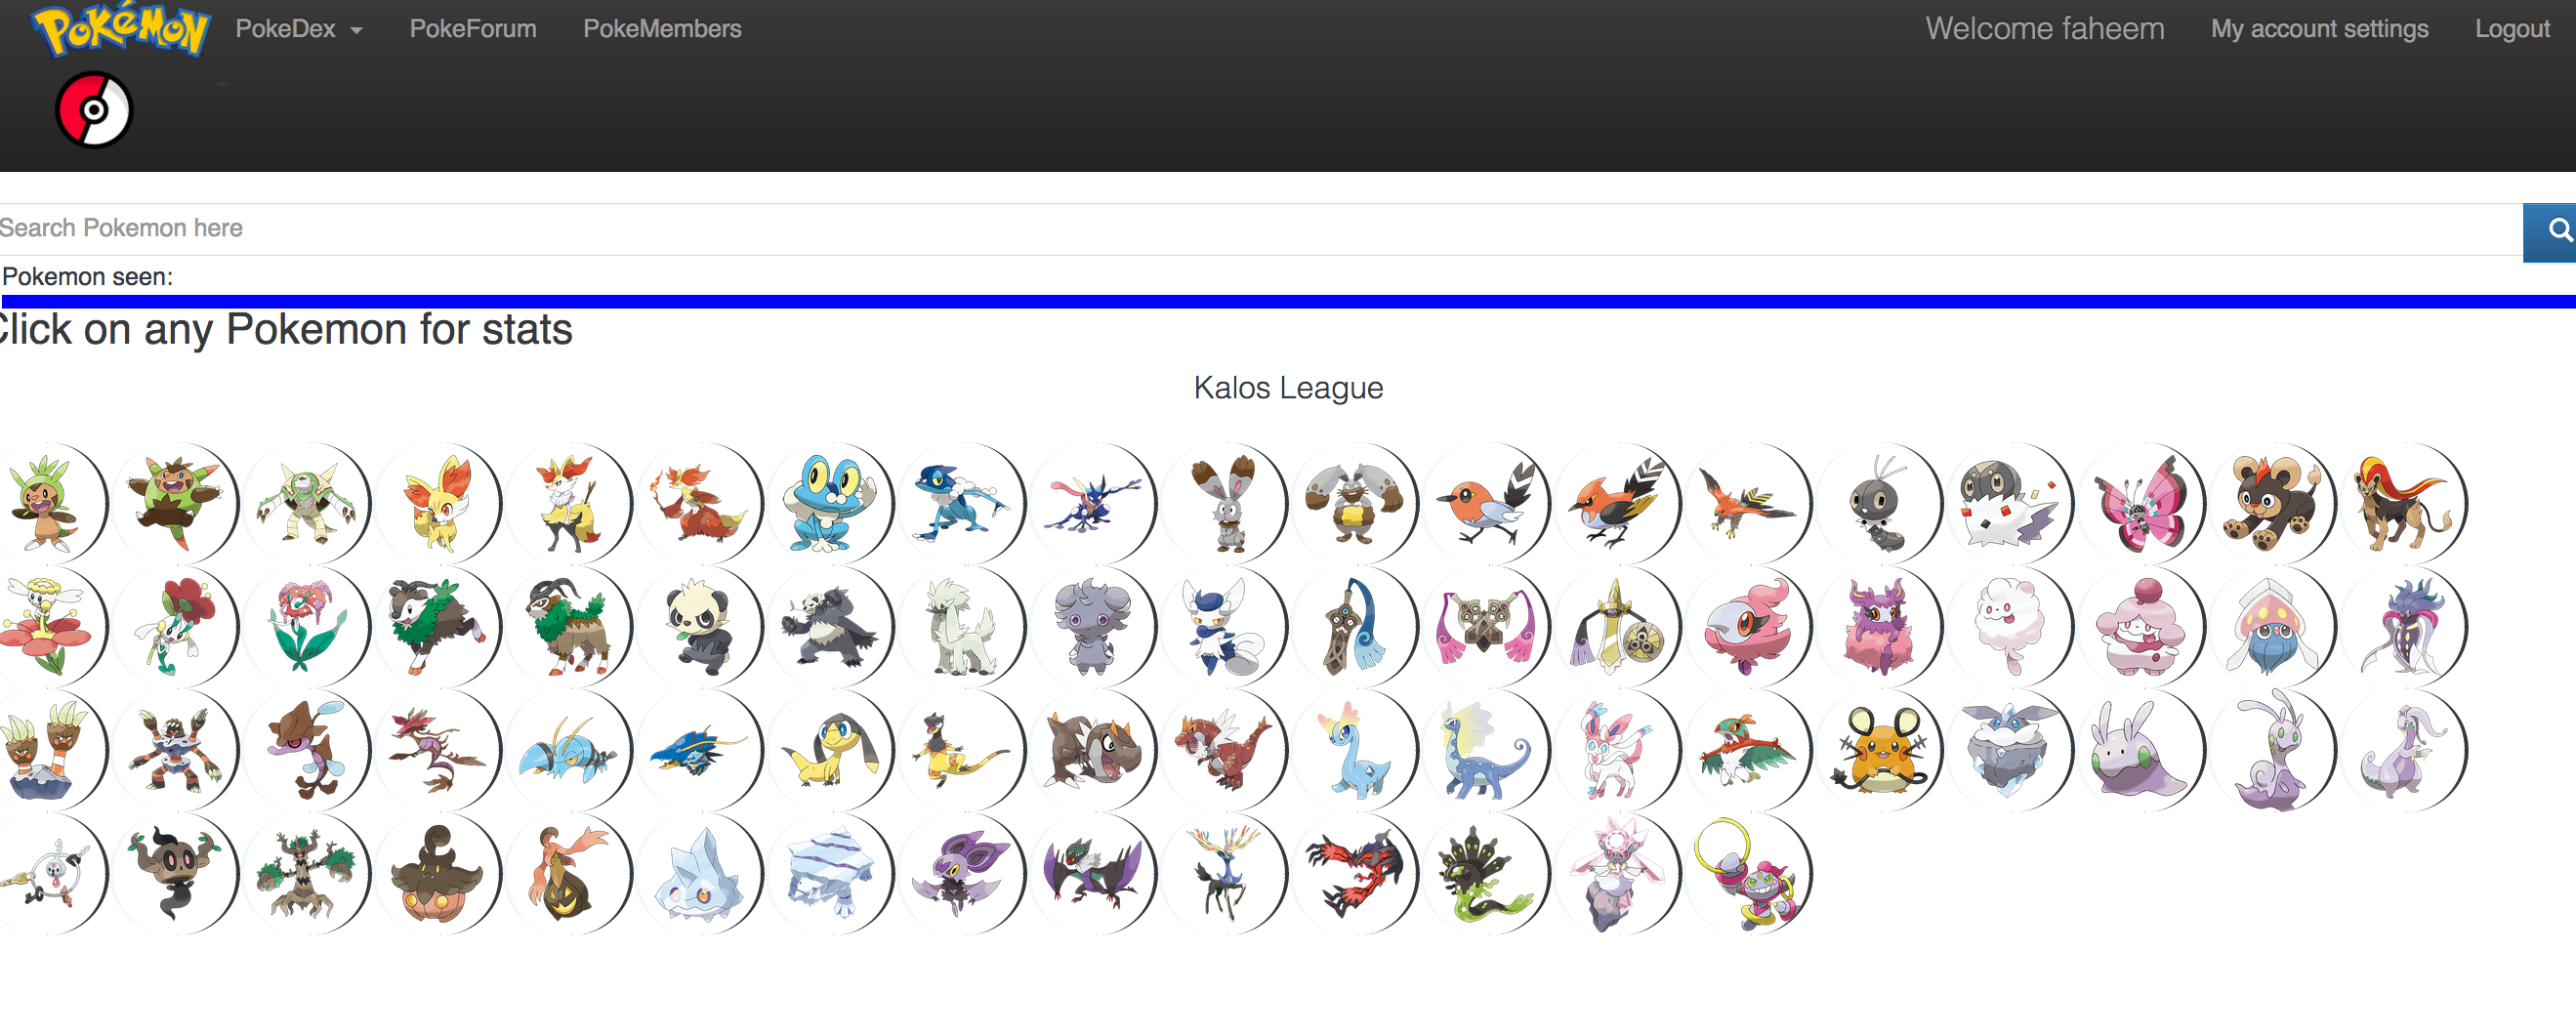 Pokémon PokeDex PokeForum PokeMembers Welcome faheem My account settings Logout
Search Pokemon here
Pokemon seen:
Click on any Pokemon for stats
Kalos League